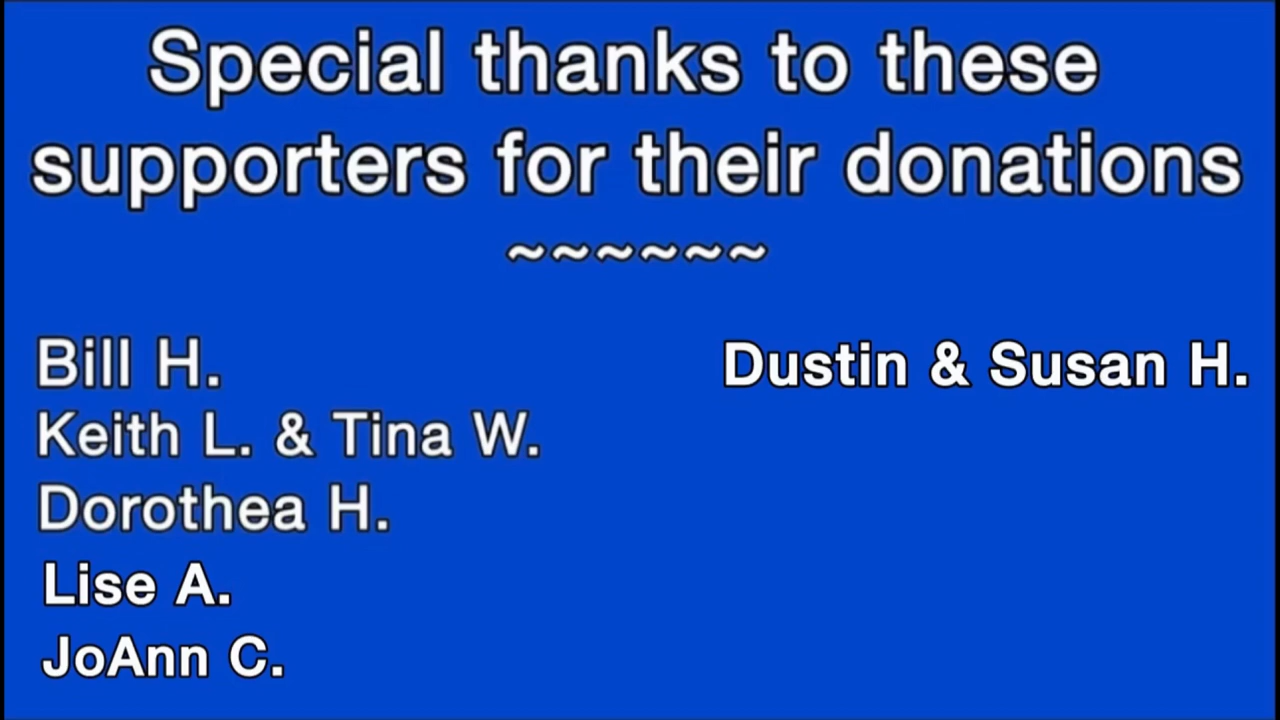 Special thanks to these
supporters for their donations
~~~~~~
Bill H.
Keith L. & Tina W.
Dorothea H.
Lise A.
JoAnn C.
Dustin & Susan H.